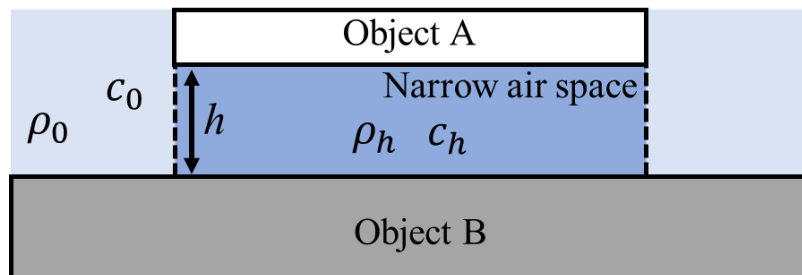 Object A
Narrow air space
c₀
ρ₀
h
ρₕ cₕ
Object B